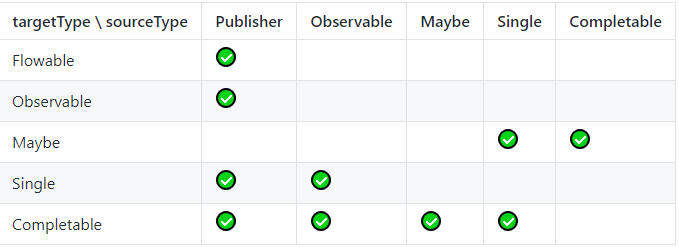 targetType \ sourceType Publisher Observable Maybe Single Completable
Flowable
Observable
Maybe
Single
Completable